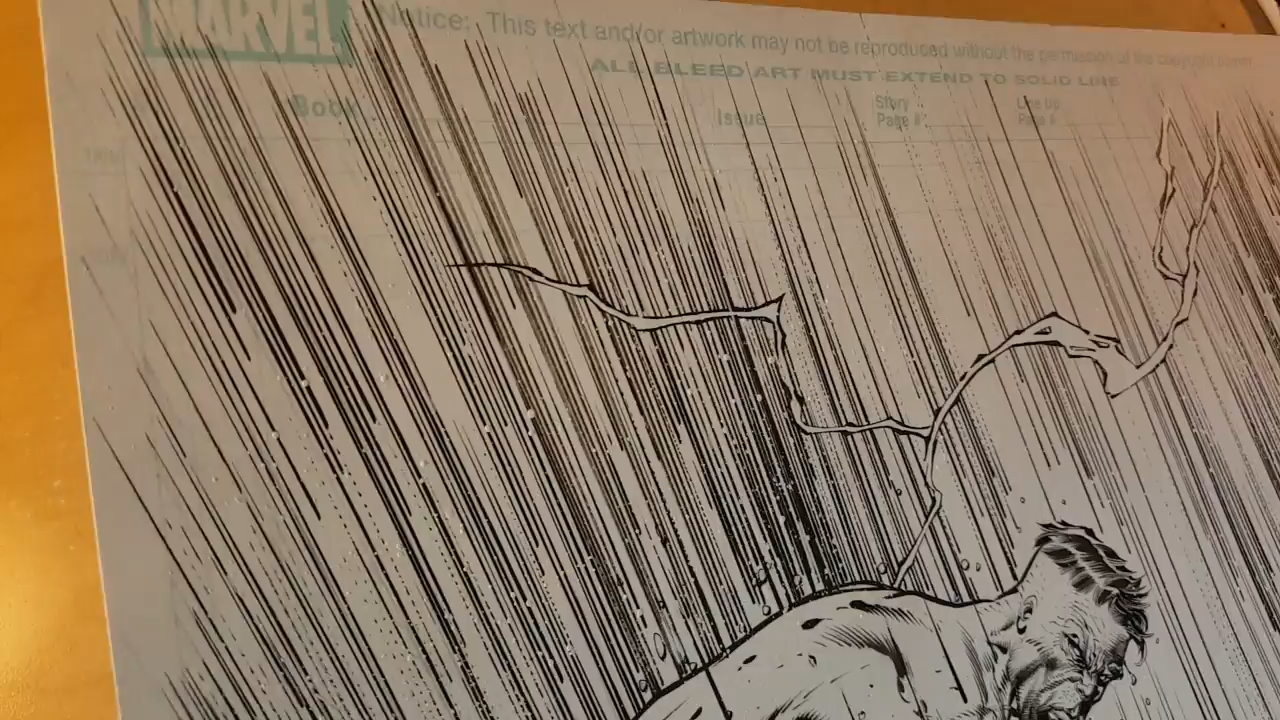 MARVEL
Notice: This text and/or artwork may not be reproduced without the permission of the copyright owner
ALL BLEED ART MUST EXTEND TO SOLID LINE
Book
Issue
Story
Page #
Line Up
Page #
TRIM